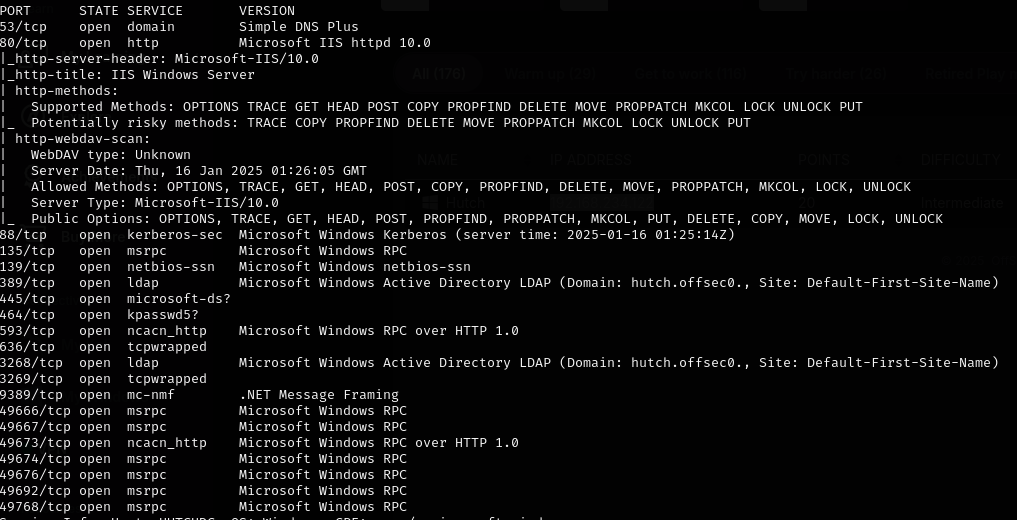 PORT      STATE SERVICE       VERSION
53/tcp    open  domain        Simple DNS Plus
80/tcp    open  http          Microsoft IIS httpd 10.0
|_http-server-header: Microsoft-IIS/10.0
|_http-title: IIS Windows Server
| http-methods:
|   Supported Methods: OPTIONS TRACE GET HEAD POST COPY PROPFIND DELETE MOVE PROPPATCH MKCOL LOCK UNLOCK PUT
|_  Potentially risky methods: TRACE COPY PROPFIND DELETE MOVE PROPPATCH MKCOL LOCK UNLOCK PUT
| http-webdav-scan:
|   WebDAV type: Unknown
|   Server Date: Thu, 16 Jan 2025 01:26:05 GMT
|   Allowed Methods: OPTIONS, TRACE, GET, HEAD, POST, COPY, PROPFIND, DELETE, MOVE, PROPPATCH, MKCOL, LOCK, UNLOCK
|   Server Type: Microsoft-IIS/10.0
|_  Public Options: OPTIONS, TRACE, GET, HEAD, POST, PROPFIND, PROPPATCH, MKCOL, PUT, DELETE, COPY, MOVE, LOCK, UNLOCK
88/tcp    open  kerberos-sec  Microsoft Windows Kerberos (server time: 2025-01-16 01:25:14Z)
135/tcp   open  msrpc         Microsoft Windows RPC
139/tcp   open  netbios-ssn   Microsoft Windows netbios-ssn
389/tcp   open  ldap          Microsoft Windows Active Directory LDAP (Domain: hutch.offsec0., Site: Default-First-Site-Name)
445/tcp   open  microsoft-ds?
464/tcp   open  kpasswd5?
593/tcp   open  ncacn_http    Microsoft Windows RPC over HTTP 1.0
636/tcp   open  tcpwrapped
3268/tcp  open  ldap          Microsoft Windows Active Directory LDAP (Domain: hutch.offsec0., Site: Default-First-Site-Name)
3269/tcp  open  tcpwrapped
9389/tcp  open  mc-nmf        .NET Message Framing
49666/tcp open  msrpc         Microsoft Windows RPC
49667/tcp open  msrpc         Microsoft Windows RPC
49673/tcp open  ncacn_http    Microsoft Windows RPC over HTTP 1.0
49674/tcp open  msrpc         Microsoft Windows RPC
49676/tcp open  msrpc         Microsoft Windows RPC
49692/tcp open  msrpc         Microsoft Windows RPC
49768/tcp open  msrpc         Microsoft Windows RPC